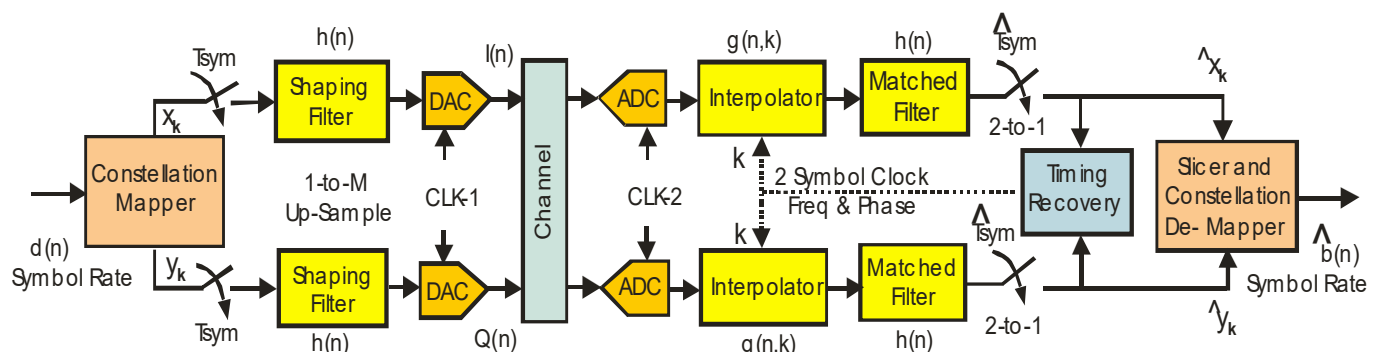 h(n)
I(n)
g(n,k)
h(n)
^
Tsym
Tsym
^
x_k
Shaping
Filter
DAC
ADC
Interpolator
Matched
Filter
x_k
2-to-1
Constellation
Mapper
1-to-M
Up-Sample
CLK-1
Channel
CLK-2
k
2 Symbol Clock
Freq & Phase
k
Timing
Recovery
Slicer and
Constellation
De- Mapper
d(n)
Symbol Rate
y_k
^
Tsym
^
b(n)
Symbol Rate
Shaping
Filter
DAC
ADC
Interpolator
Matched
Filter
Tsym
2-to-1
^
y_k
h(n)
Q(n)
g(n,k)
h(n)